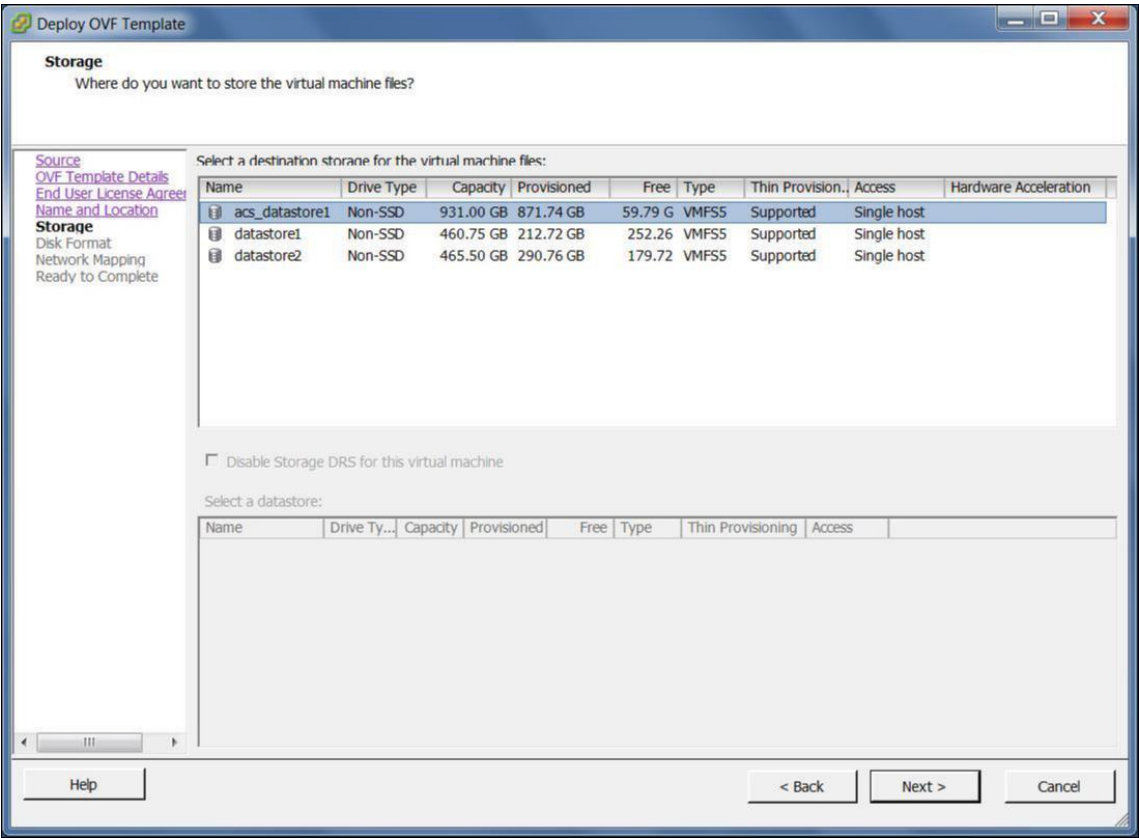 Deploy OVF Template
Storage
Where do you want to store the virtual machine files?
Source
OVF Template Details
End User License Agreer
Name and Location
Storage
Disk Format
Network Mapping
Ready to Complete
Select a destination storage for the virtual machine files:
Name Drive Type Capacity Provisioned Free Type Thin Provision.. Access Hardware Acceleration
acs_datastore1 Non-SSD 931.00 GB 871.74 GB 59.79 G VMFS5 Supported Single host
datastore1 Non-SSD 460.75 GB 212.72 GB 252.26 VMFS5 Supported Single host
datastore2 Non-SSD 465.50 GB 290.76 GB 179.72 VMFS5 Supported Single host
Disable Storage DRS for this virtual machine
Select a datastore:
Name Drive Ty... Capacity Provisioned Free Type Thin Provisioning Access
Help < Back Next > Cancel